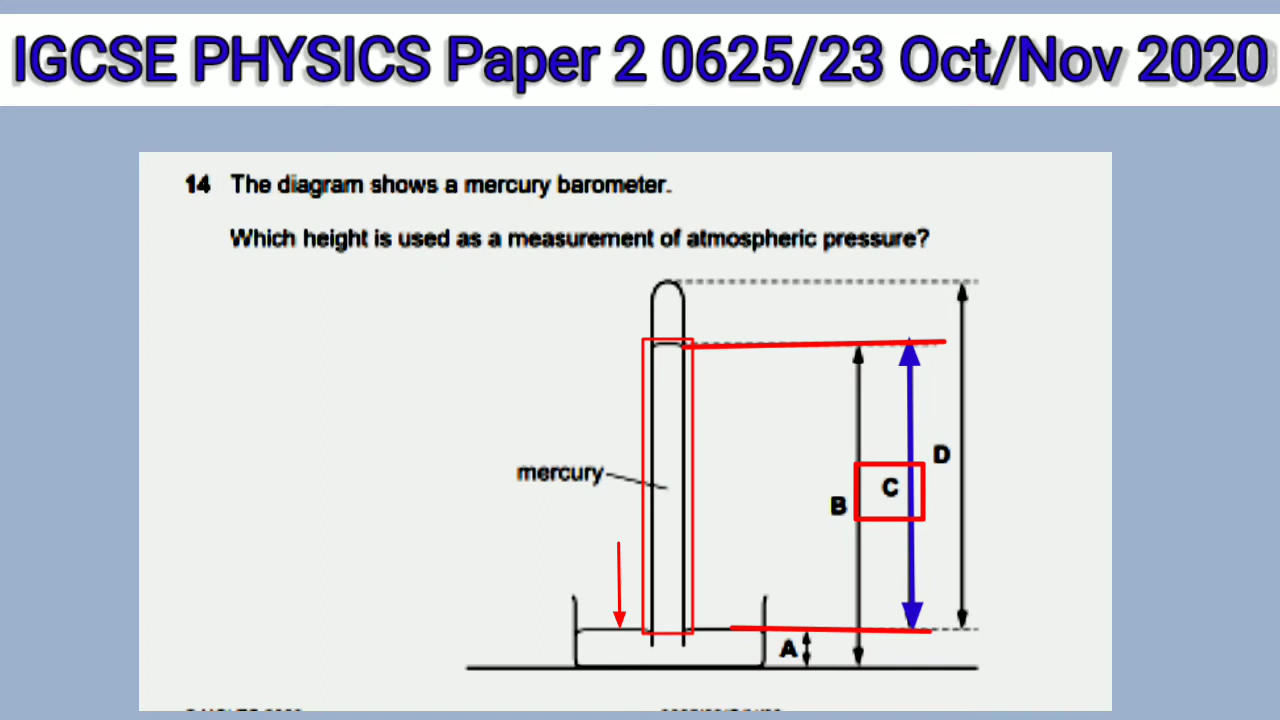 IGCSE PHYSICS Paper 2 0625/23 Oct/Nov 2020
14 The diagram shows a mercury barometer.
Which height is used as a measurement of atmospheric pressure?
D
mercury
C
B
A